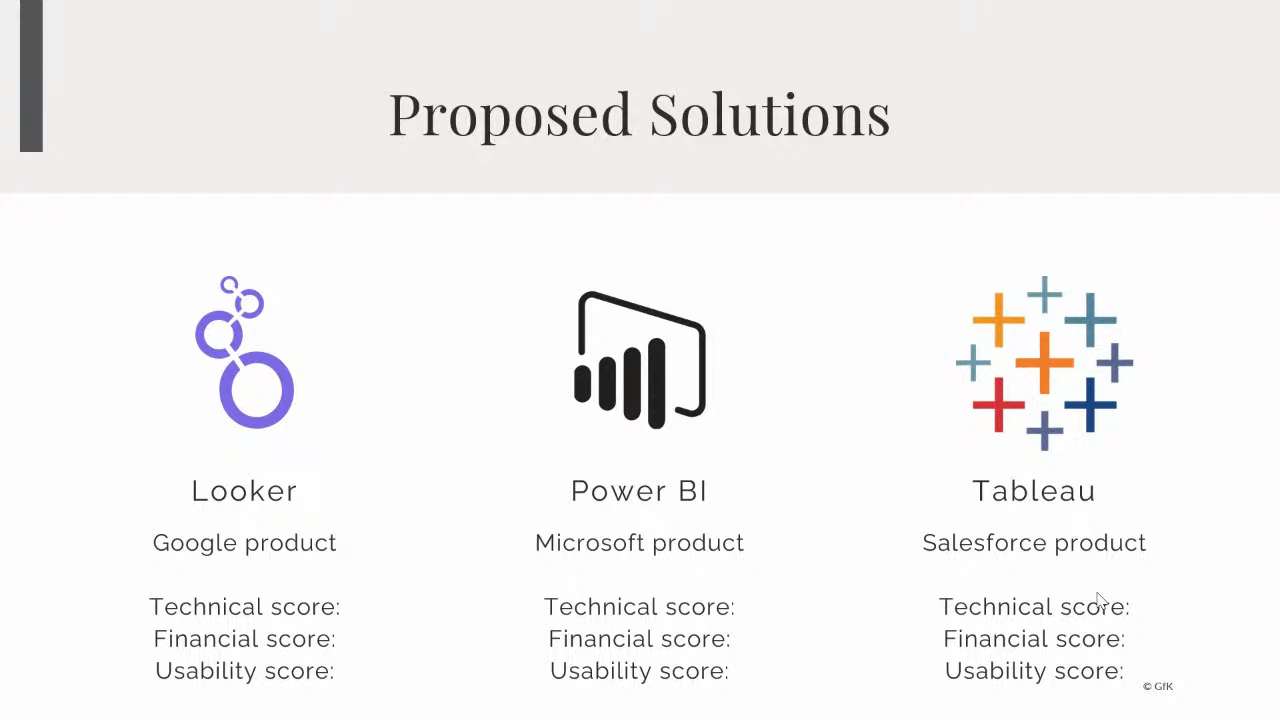 Proposed Solutions
Looker
Google product
Technical score:
Financial score:
Usability score:
Power BI
Microsoft product
Technical score:
Financial score:
Usability score:
Tableau
Salesforce product
Technical score:
Financial score:
Usability score:
© GfK